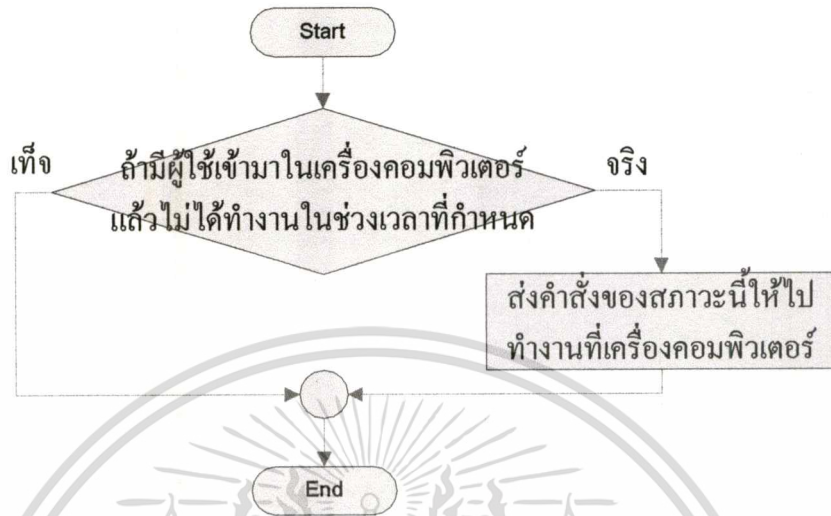 Start
เท็จ
ถ้ามีผู้ใช้เข้ามาในเครื่องคอมพิวเตอร์
แล้วไม่ได้ทำงานในช่วงเวลาที่กำหนด
จริง
ส่งคำสั่งของสภาวะนี้ให้ไป
ทำงานที่เครื่องคอมพิวเตอร์
End